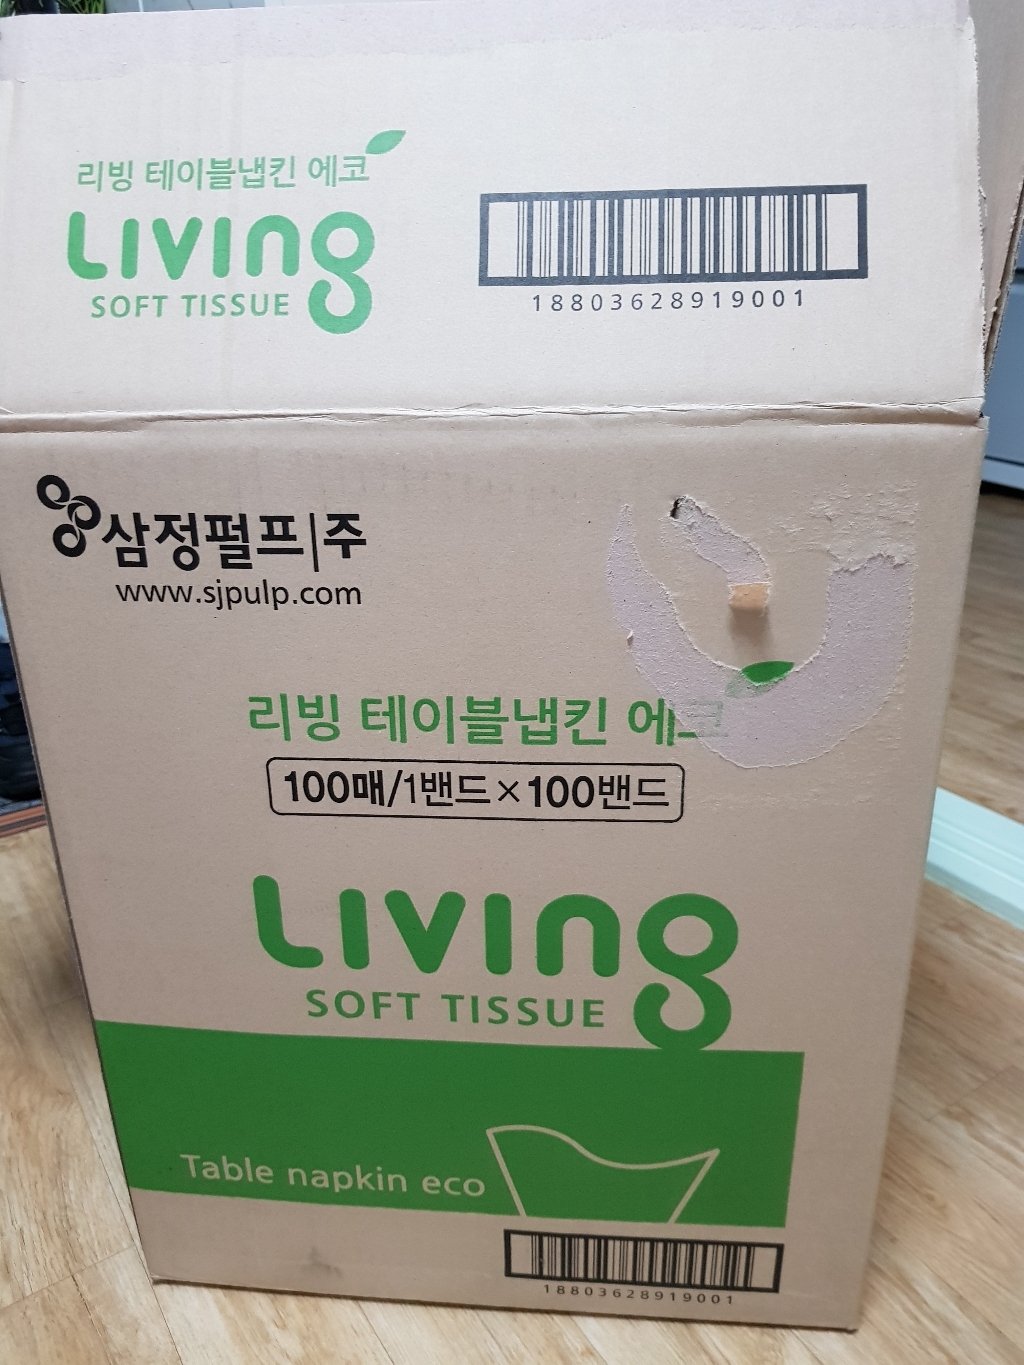 리빙 테이블냅킨 에코
LIVING
SOFT TISSUE
18803628919001
삼정펄프|주
www.sjpulp.com
리빙 테이블냅킨 에코
100매/1밴드×100밴드
LIVING
SOFT TISSUE
Table napkin eco
18803628919001